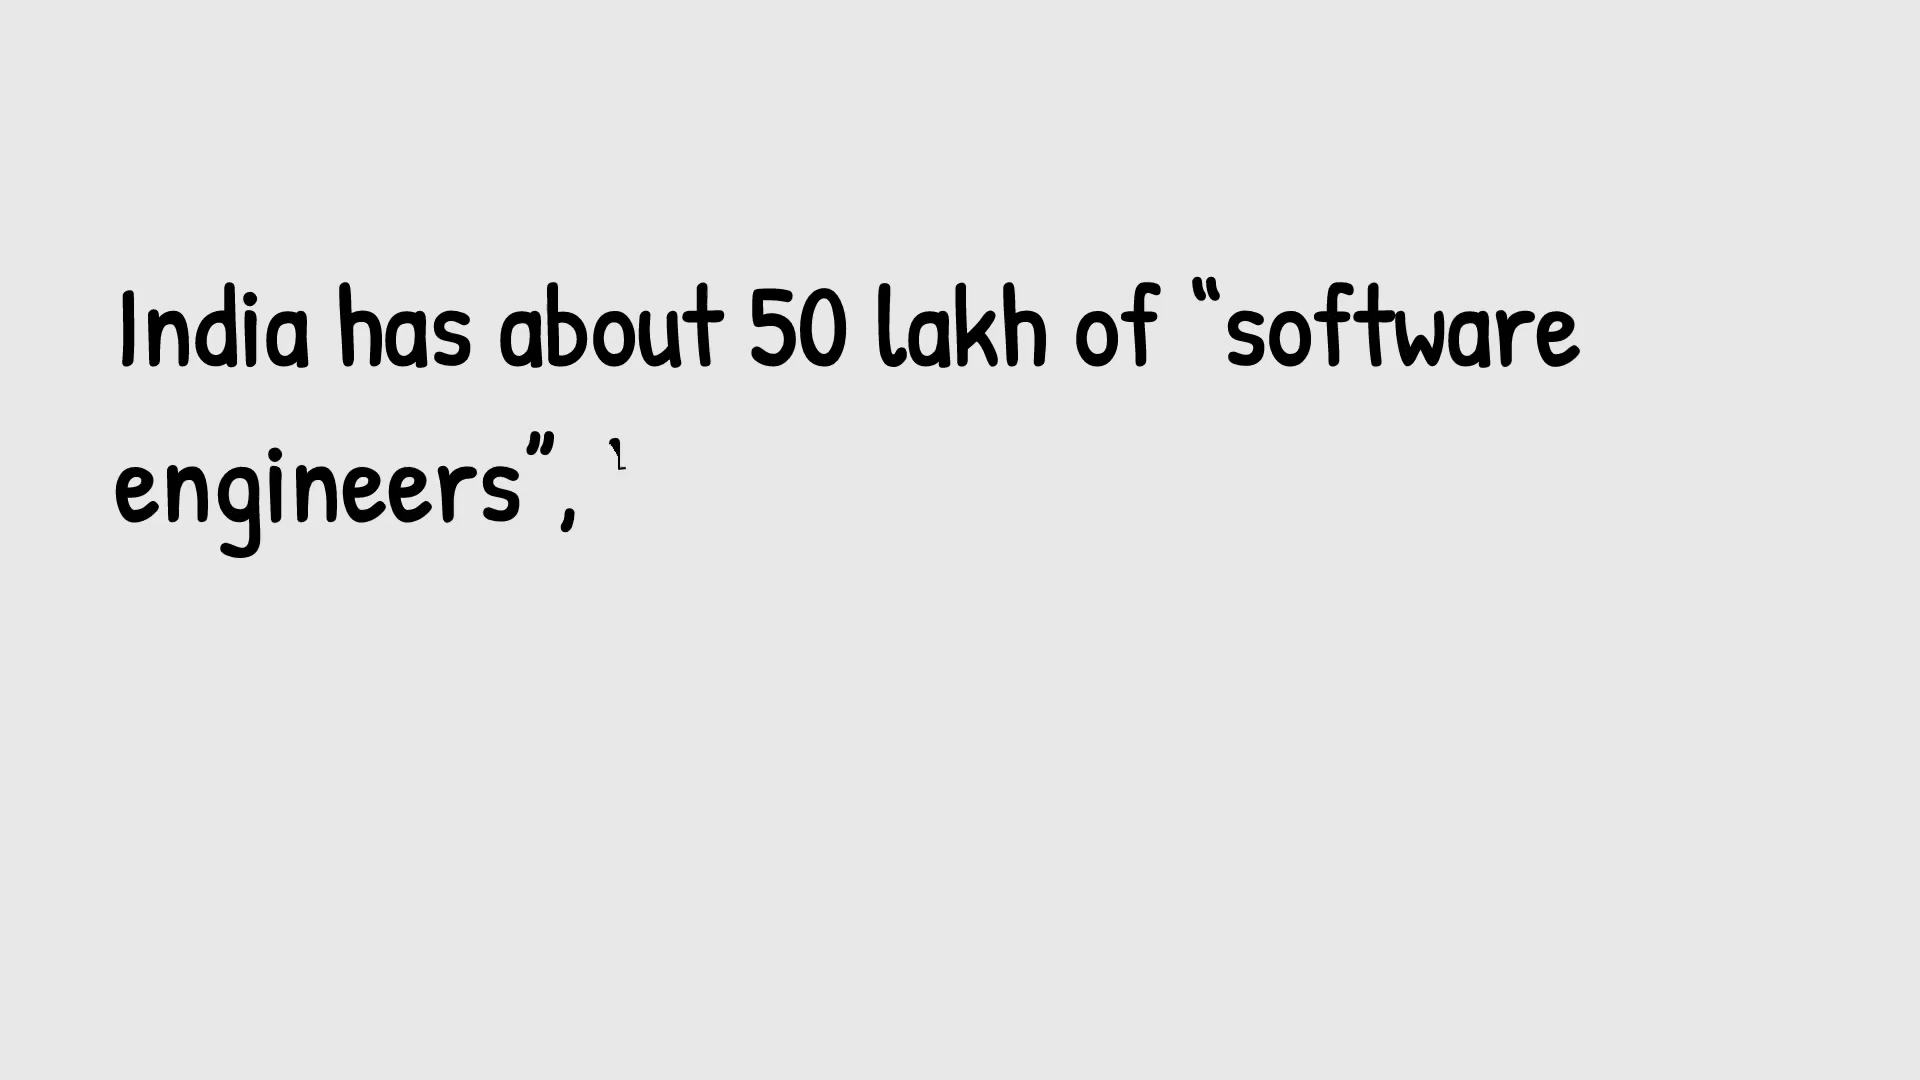 India has about 50 lakh of “software
engineers”,